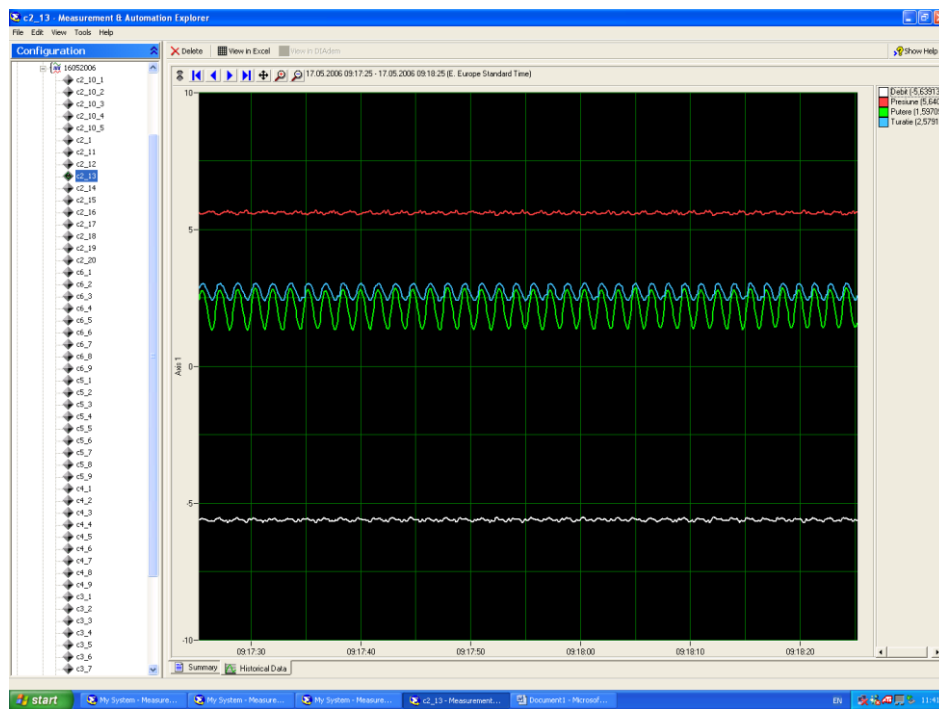 c2_13 - Measurement & Automation Explorer
File Edit View Tools Help
Configuration
Delete View in Excel View in DIAdem Show Help
16052006
c2_10_1
c2_10_2
c2_10_3
c2_10_4
c2_10_5
c2_1
c2_11
c2_12
c2_13
c2_14
c2_15
c2_16
c2_17
c2_18
c2_19
c2_20
c6_1
c6_2
c6_3
c6_4
c6_5
c6_6
c6_7
c6_8
c6_9
c5_1
c5_2
c5_3
c5_4
c5_5
c5_6
c5_7
c5_8
c5_9
c4_1
c4_2
c4_3
c4_4
c4_5
c4_6
c4_7
c4_8
c4_9
c3_1
c3_2
c3_3
c3_4
c3_5
c3_6
c3_7
17.05.2006 09:17:25 - 17.05.2006 09:18:25 (E. Europe Standard Time)
10
5
0
-5
-10
Axis 1
09:17:30 09:17:40 09:17:50 09:18:00 09:18:10 09:18:20
Debit (-5,63913
Presiune (5,640
Putere (1,5970
Turatie (2,5791
Summary Historical Data
start My System - Measure... My System - Measure... My System - Measure... c2_13 - Measurement... Document1 - Microsof... EN 11:41